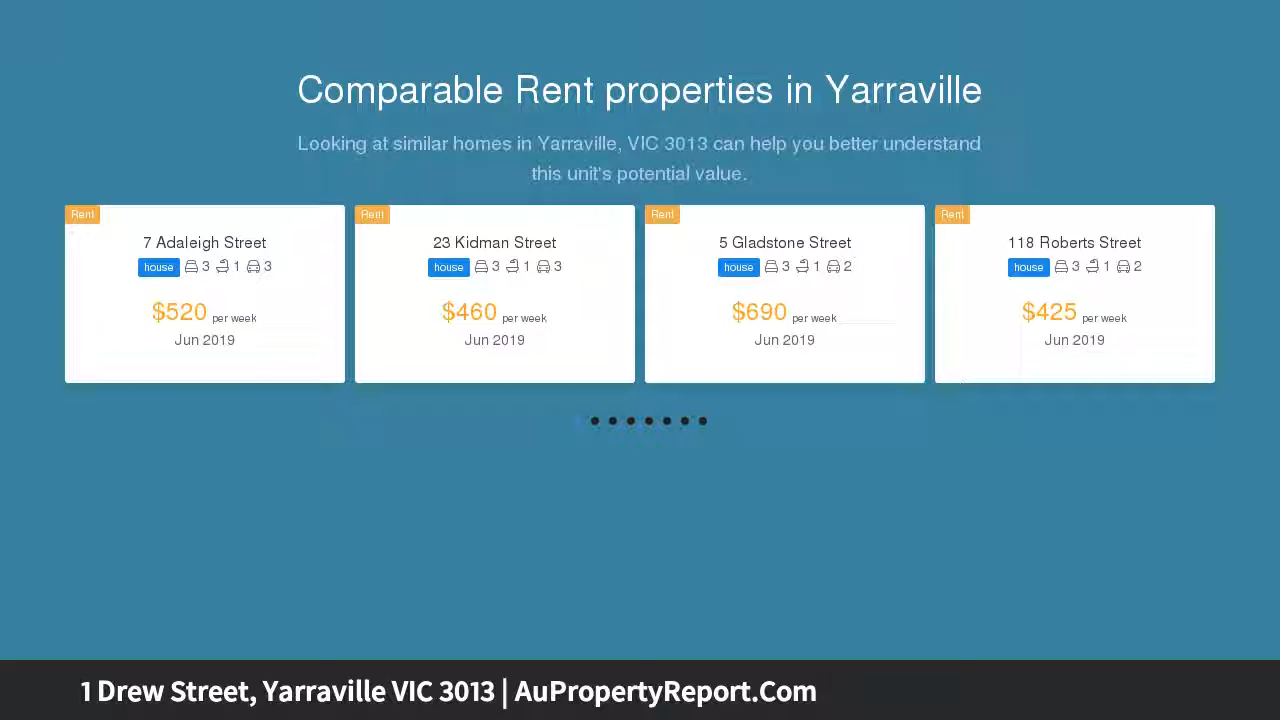 Comparable Rent properties in Yarraville
Looking at similar homes in Yarraville, VIC 3013 can help you better understand
this unit's potential value.
Rent
7 Adaleigh Street
house 3 1 3
$520 per week
Jun 2019
Rent
23 Kidman Street
house 3 1 3
$460 per week
Jun 2019
Rent
5 Gladstone Street
house 3 1 2
$690 per week
Jun 2019
Rent
118 Roberts Street
house 3 1 2
$425 per week
Jun 2019
1 Drew Street, Yarraville VIC 3013 | AuPropertyReport.Com